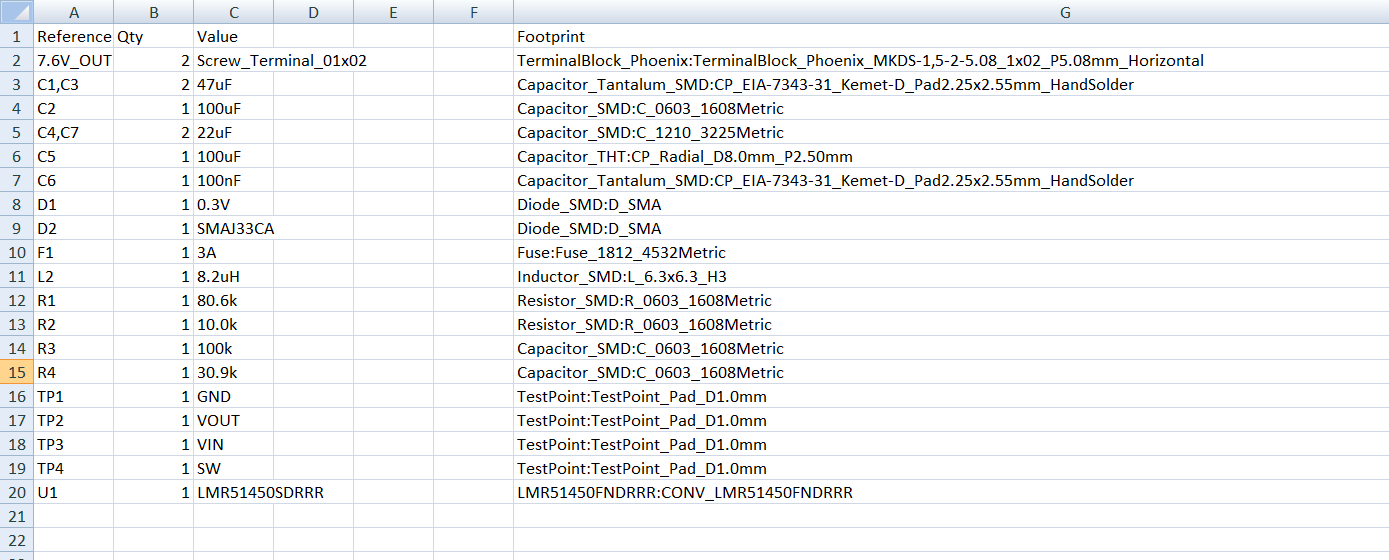 A B C D E F G
1 Reference Qty Value Footprint
2 7.6V_OUT 2 Screw_Terminal_01x02 TerminalBlock_Phoenix:TerminalBlock_Phoenix_MKDS-1,5-2-5.08_1x02_P5.08mm_Horizontal
3 C1,C3 2 47uF Capacitor_Tantalum_SMD:CP_EIA-7343-31_Kemet-D_Pad2.25x2.55mm_HandSolder
4 C2 1 100uF Capacitor_SMD:C_0603_1608Metric
5 C4,C7 2 22uF Capacitor_SMD:C_1210_3225Metric
6 C5 1 100uF Capacitor_THT:CP_Radial_D8.0mm_P2.50mm
7 C6 1 100nF Capacitor_Tantalum_SMD:CP_EIA-7343-31_Kemet-D_Pad2.25x2.55mm_HandSolder
8 D1 1 0.3V Diode_SMD:D_SMA
9 D2 1 SMAJ33CA Diode_SMD:D_SMA
10 F1 1 3A Fuse:Fuse_1812_4532Metric
11 L2 1 8.2uH Inductor_SMD:L_6.3x6.3_H3
12 R1 1 80.6k Resistor_SMD:R_0603_1608Metric
13 R2 1 10.0k Resistor_SMD:R_0603_1608Metric
14 R3 1 100k Capacitor_SMD:C_0603_1608Metric
15 R4 1 30.9k Capacitor_SMD:C_0603_1608Metric
16 TP1 1 GND TestPoint:TestPoint_Pad_D1.0mm
17 TP2 1 VOUT TestPoint:TestPoint_Pad_D1.0mm
18 TP3 1 VIN TestPoint:TestPoint_Pad_D1.0mm
19 TP4 1 SW TestPoint:TestPoint_Pad_D1.0mm
20 U1 1 LMR51450SDRRR LMR51450FNDRRR:CONV_LMR51450FNDRRR
21
22